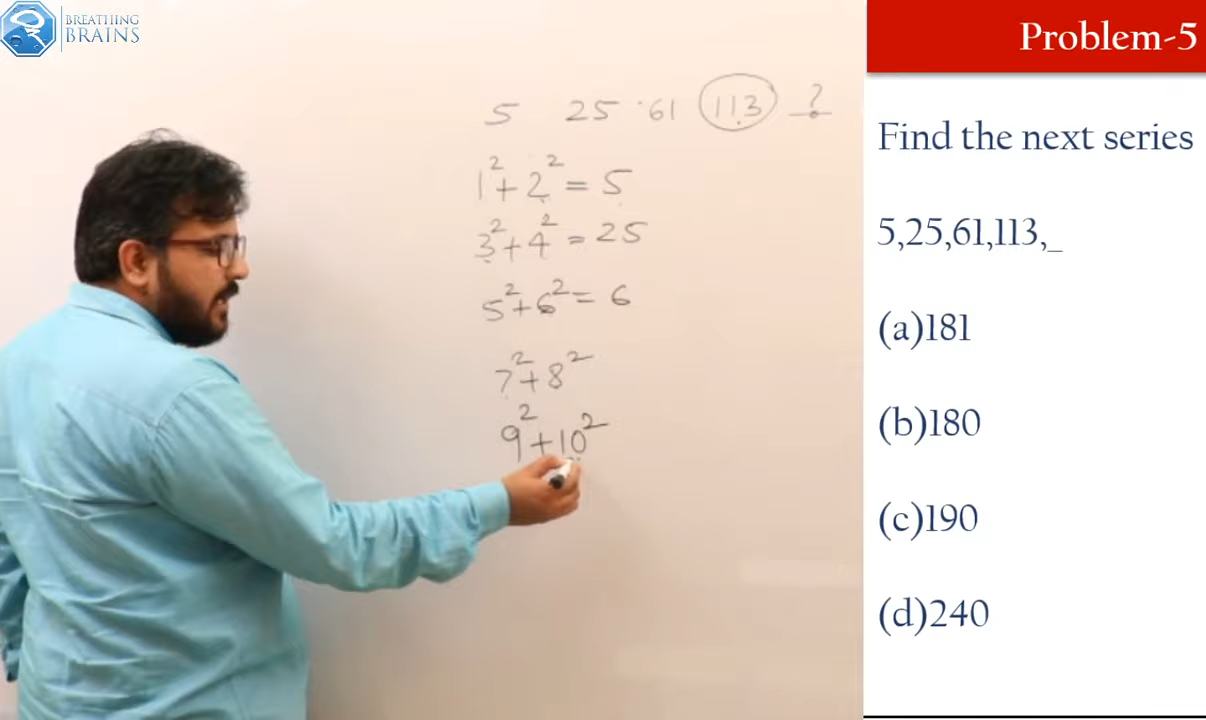 BREATHING
BRAINS
Problem-5
5 25 61 113 ?
1²+2²=5
3²+4²=25
5²+6²=6
7²+8²
9²+10²
Find the next series
5,25,61,113,_
(a)181
(b)180
(c)190
(d)240